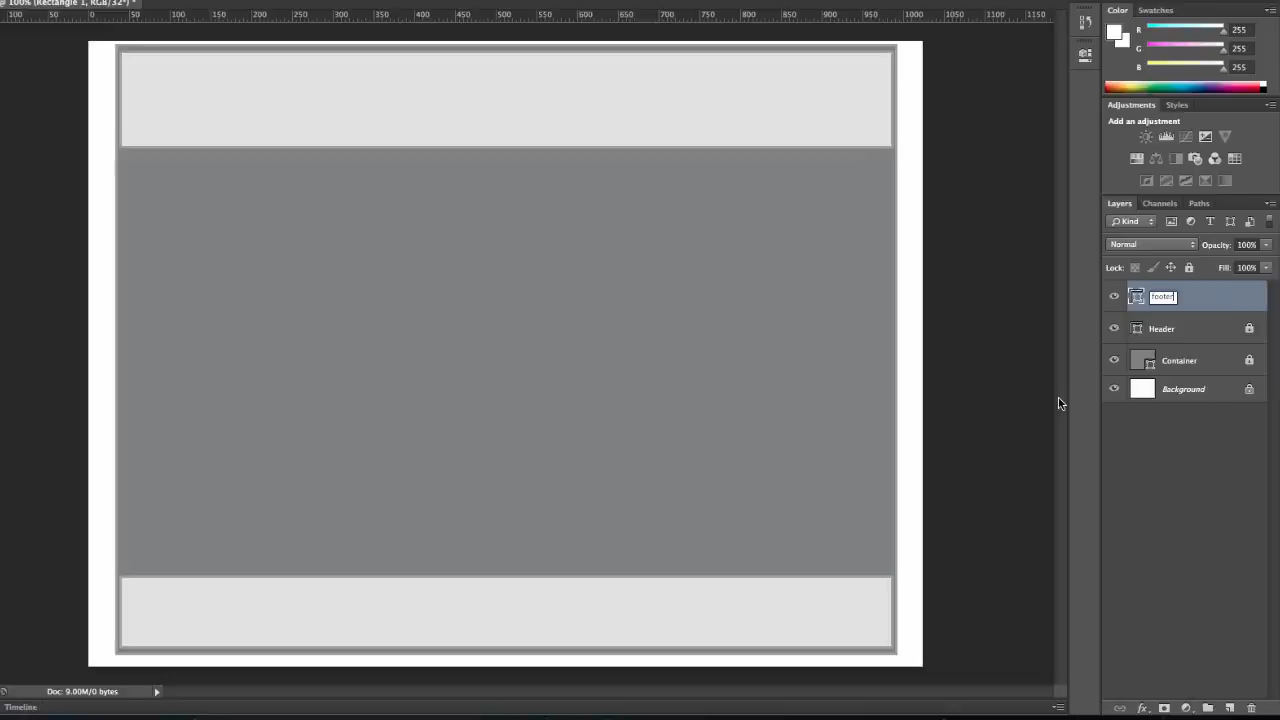 @ 100% (Rectangle 1, RGB/32*) *
100 50 0 50 100 150 200 250 300 350 400 450 500 550 600 650 700 750 800 850 900 950 1000 1050 1100 1150
Color Swatches
R 255
G 255
B 255
Adjustments Styles
Add an adjustment
Layers Channels Paths
Kind
Normal Opacity: 100%
Lock: Fill: 100%
footer
Header
Container
Background
Doc: 9.00M/0 bytes
Timeline